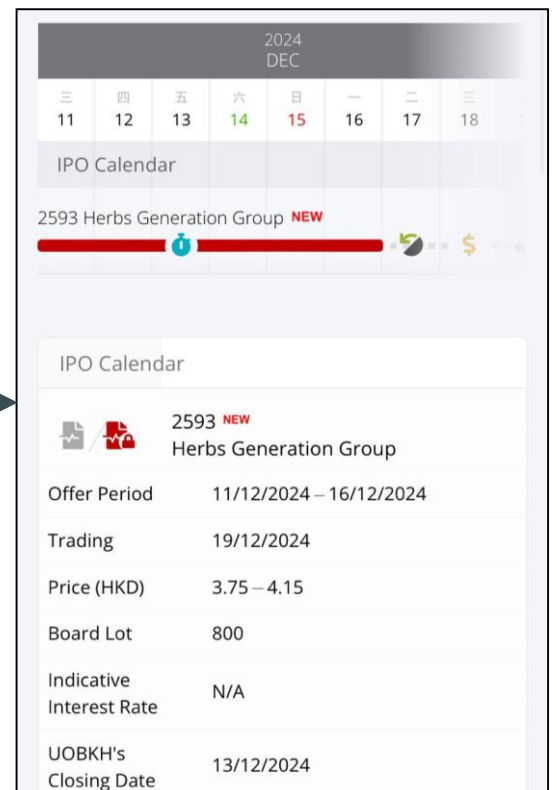 2024
DEC
三 四 五 六 日 一 二 三
11 12 13 14 15 16 17 18
IPO Calendar
2593 Herbs Generation Group NEW
$
IPO Calendar
2593 NEW
Herbs Generation Group
Offer Period 11/12/2024 – 16/12/2024
Trading 19/12/2024
Price (HKD) 3.75 – 4.15
Board Lot 800
Indicative
Interest Rate N/A
UOBKH's
Closing Date 13/12/2024